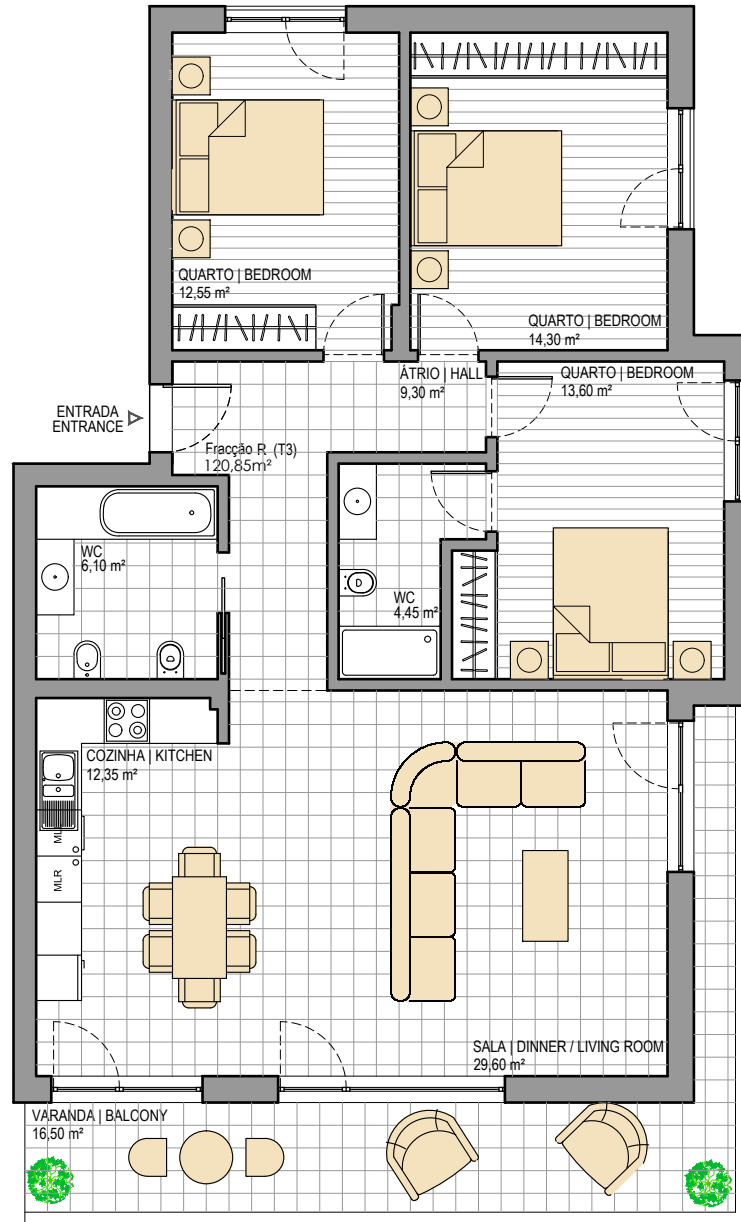 QUARTO | BEDROOM
12,55 m²
QUARTO | BEDROOM
14,30 m²
ÁTRIO | HALL
9,30 m²
QUARTO | BEDROOM
13,60 m²
ENTRADA
ENTRANCE
Fracção R (T3)
120,85m²
WC
6,10 m²
WC
4,45 m²
COZINHA | KITCHEN
12,35 m²
ML
MLR
SALA | DINNER / LIVING ROOM
29,60 m²
VARANDA | BALCONY
16,50 m²